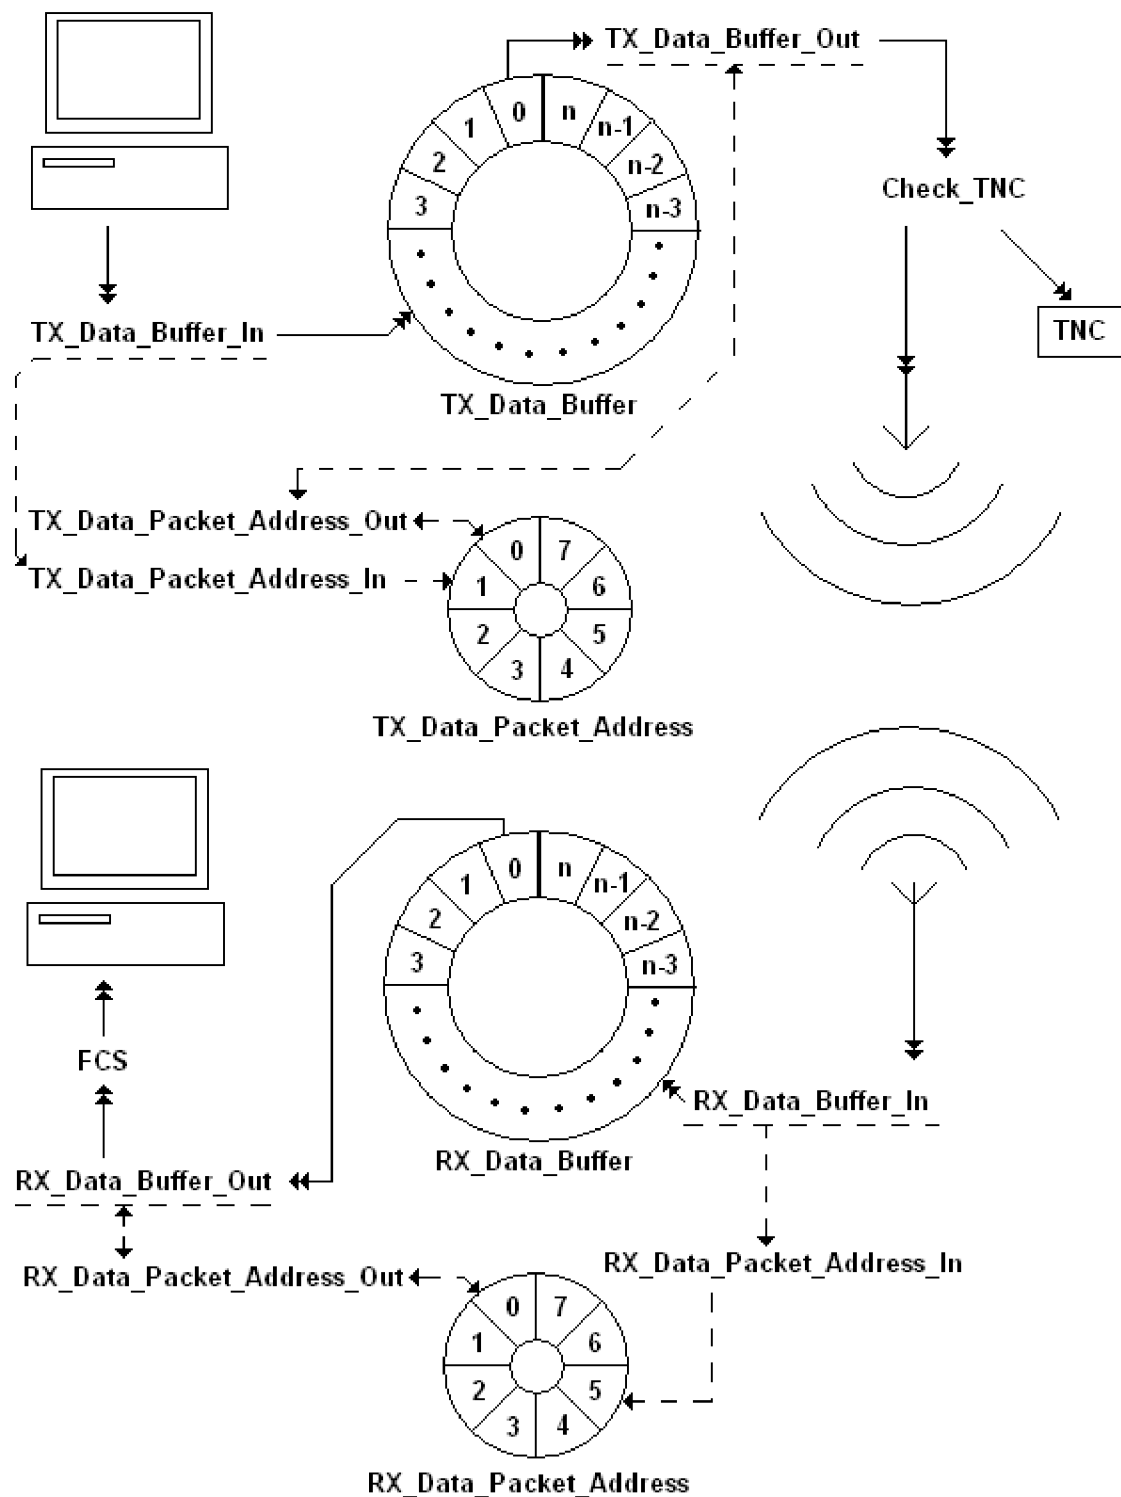 TX_Data_Buffer_Out
0
n
1
n-1
2
n-2
3
n-3
Check_TNC
TNC
TX_Data_Buffer_In
TX_Data_Buffer
TX_Data_Packet_Address_Out
TX_Data_Packet_Address_In
0
7
1
6
2
5
3
4
TX_Data_Packet_Address
0
n
1
n-1
2
n-2
3
n-3
FCS
RX_Data_Buffer_In
RX_Data_Buffer
RX_Data_Buffer_Out
RX_Data_Packet_Address_Out
RX_Data_Packet_Address_In
0
7
1
6
2
5
3
4
RX_Data_Packet_Address